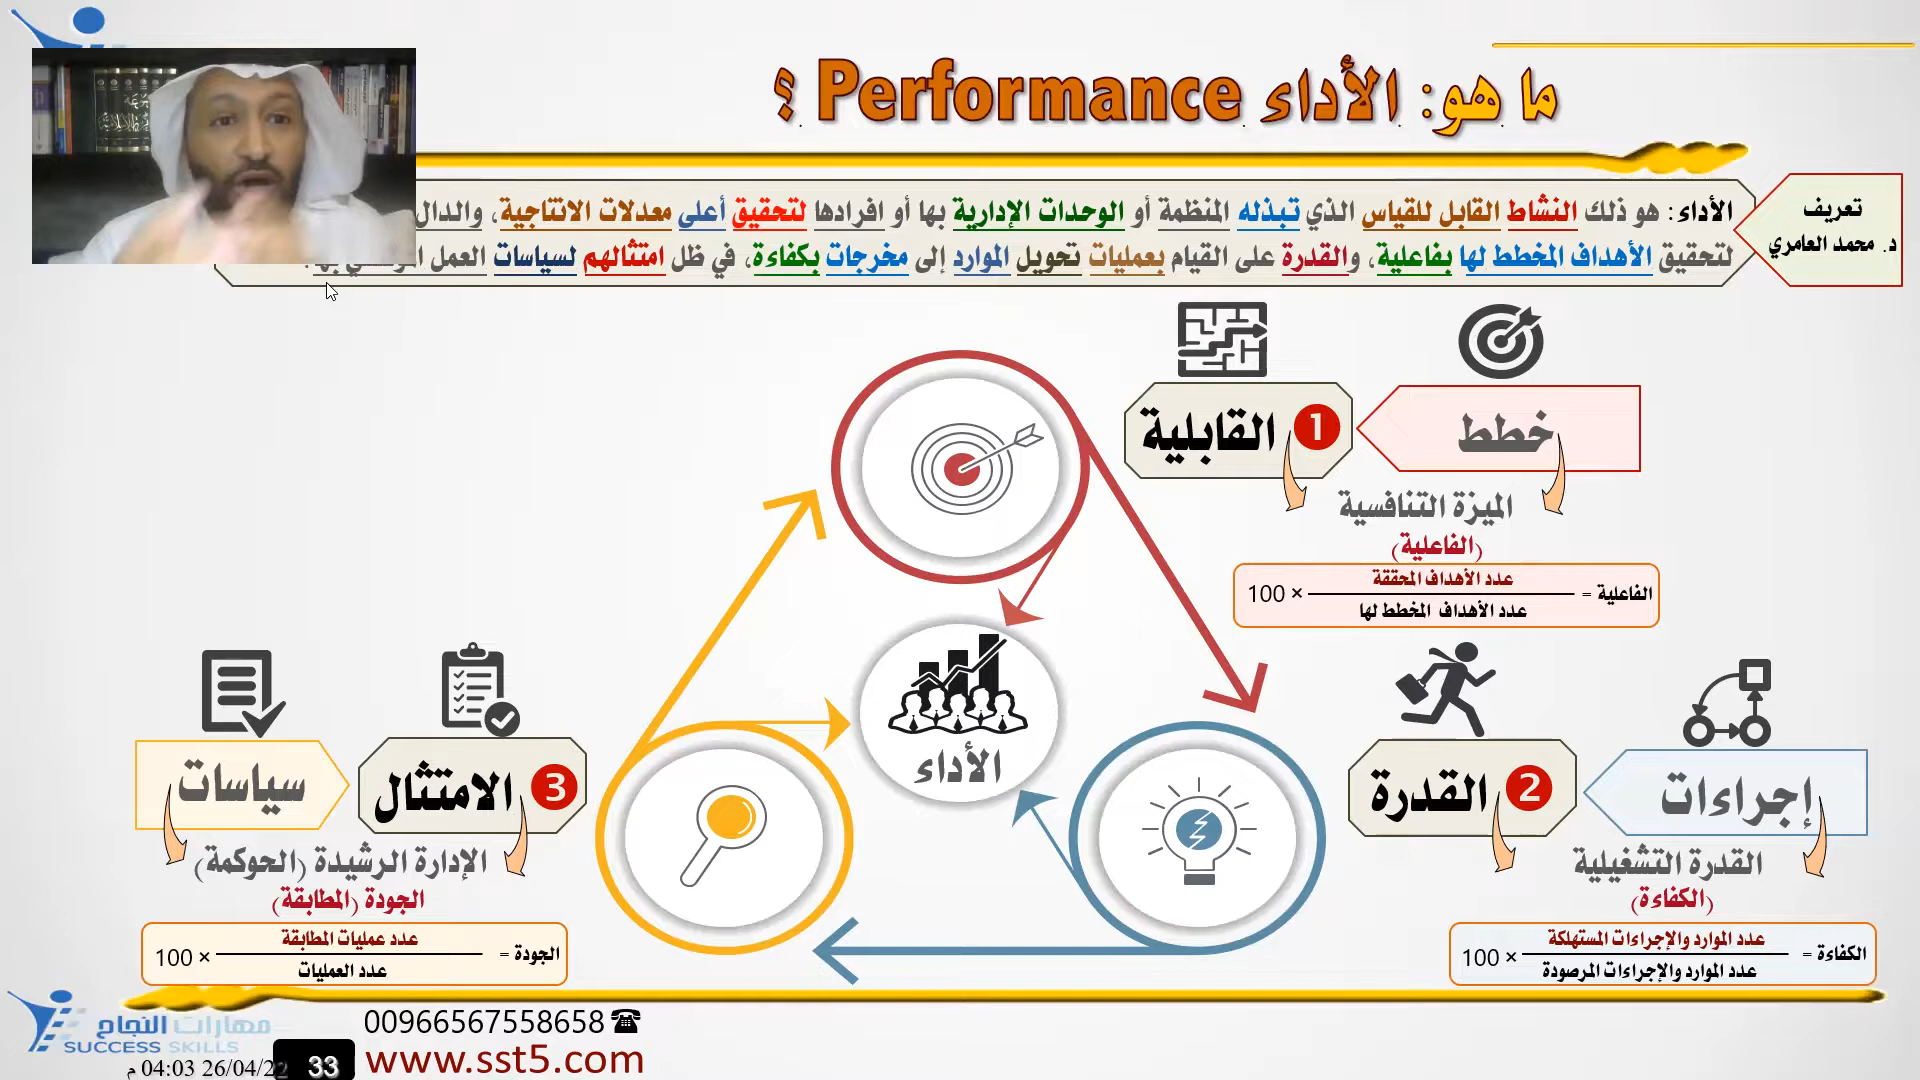 ما هو: الأداء Performance ؟
تعريف
د. محمد العامري
الأداء: هو ذلك النشاط القابل للقياس الذي تبذله المنظمة أو الوحدات الإدارية بها أو افرادها لتحقيق أعلى معدلات الانتاجية، والدال
لتحقيق الأهداف المخطط لها بفاعلية، والقدرة على القيام بعمليات تحويل الموارد إلى مخرجات بكفاءة، في ظل امتثالهم لسياسات العمل
خطط
1 القابلية
الميزة التنافسية
(الفاعلية)
الفاعلية = عدد الأهداف المحققة
عدد الأهداف المخطط لها
× 100
إجراءات
2 القدرة
القدرة التشغيلية
(الكفاءة)
الكفاءة = عدد الموارد والإجراءات المستهلكة
عدد الموارد والإجراءات المرصودة
× 100
الأداء
3 الامتثال
سياسات
الإدارة الرشيدة (الحوكمة)
الجودة (المطابقة)
الجودة = عدد عمليات المطابقة
عدد العمليات
× 100
مهارات النجاح
SUCCESS SKILLS
00966567558658
www.sst5.com
33
26/04/22 04:03 م